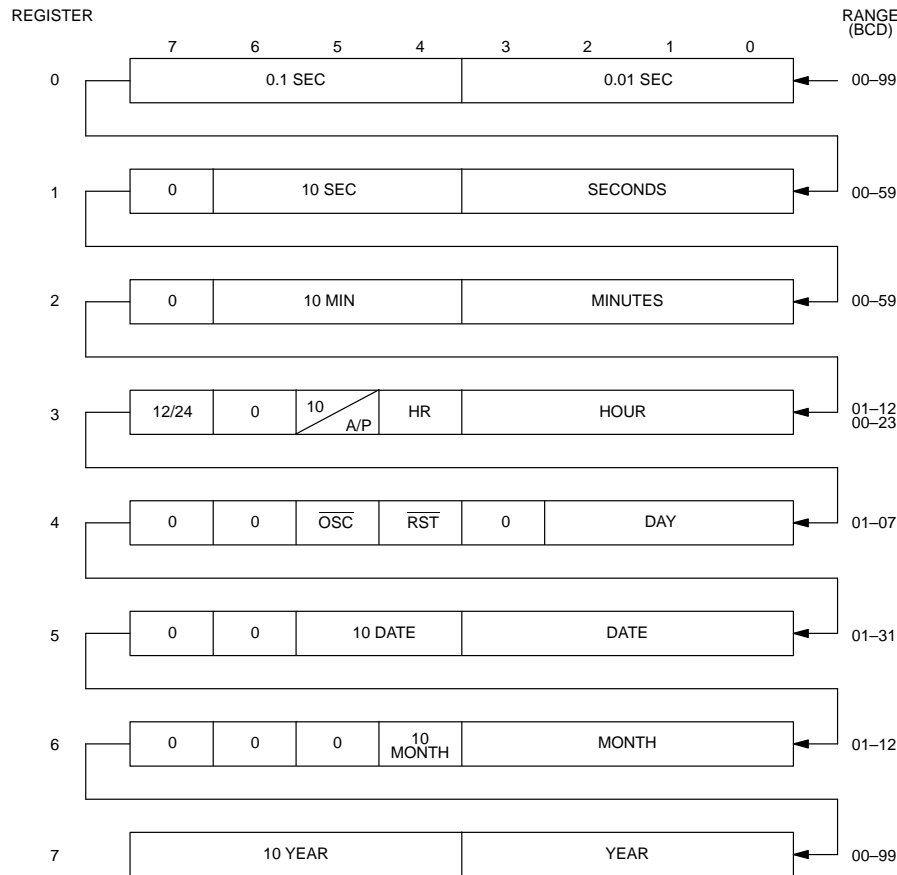 REGISTER
RANGE
(BCD)
7 6 5 4 3 2 1 0
0 0.1 SEC 0.01 SEC 00–99
1 0 10 SEC SECONDS 00–59
2 0 10 MIN MINUTES 00–59
3 12/24 0 10 A/P HR HOUR 01–12
00–23
4 0 0 OSC RST 0 DAY 01–07
5 0 0 10 DATE DATE 01–31
6 0 0 0 10 MONTH MONTH 01–12
7 10 YEAR YEAR 00–99